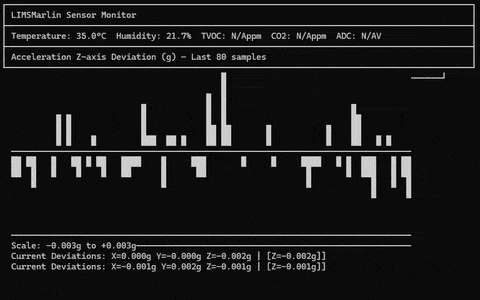 LIMSMarlin Sensor Monitor
Temperature: 35.0°C  Humidity: 21.7%  TVOC: N/Appm  CO2: N/Appm  ADC: N/AV
Acceleration Z-axis Deviation (g) - Last 80 samples
Scale: -0.003g to +0.003g
Current Deviations: X=0.000g Y=-0.000g Z=-0.002g | [Z=-0.002g]]
Current Deviations: X=-0.001g Y=0.002g Z=-0.001g | [Z=-0.001g]]